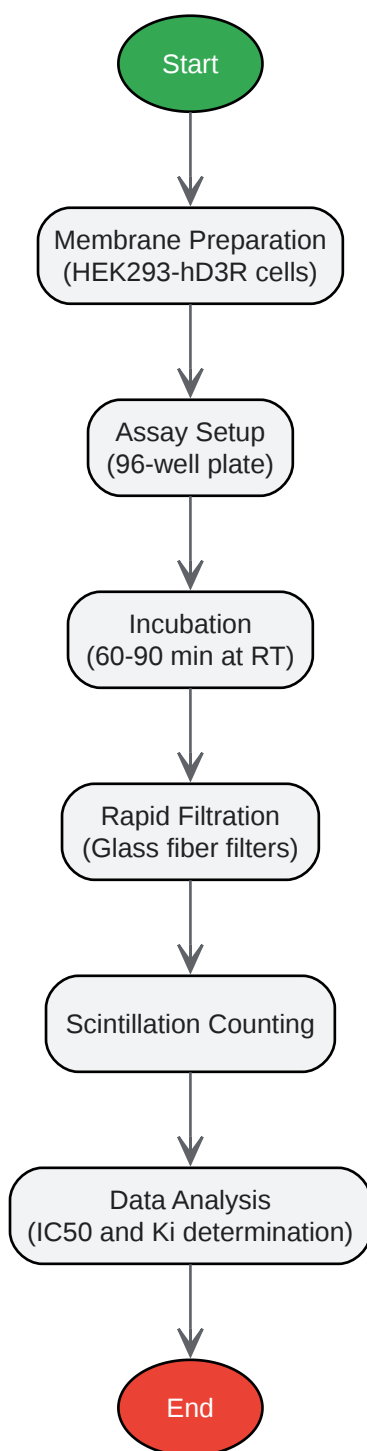 Start
Membrane Preparation
(HEK293-hD3R cells)
Assay Setup
(96-well plate)
Incubation
(60-90 min at RT)
Rapid Filtration
(Glass fiber filters)
Scintillation Counting
Data Analysis
(IC50 and Ki determination)
End